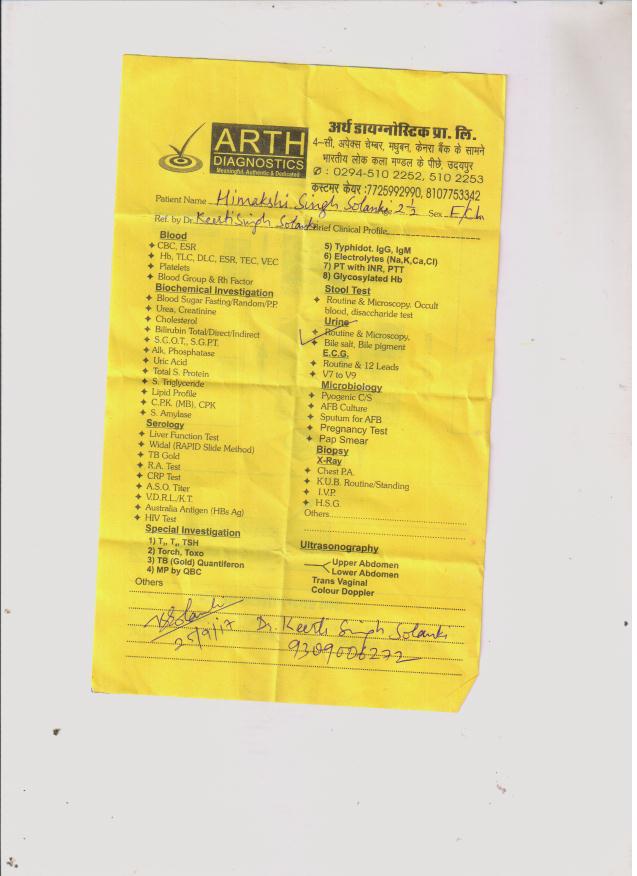 ARTH
DIAGNOSTICS
Meaningful, Authentic & Dedicated
अर्थ डायग्नोस्टिक प्रा. लि.
4–सी, अपेक्स चेम्बर, मधुबन, केनरा बैंक के सामने
भारतीय लोक कला मण्डल के पीछे, उदयपुर
✆ : 0294-510 2252, 510 2253
कस्टमर केयर :7725992990, 8107753342
Patient Name Himakshi Singh Solanki 2 ½ Sex F/Ch
Ref. by Dr. Keerti Singh Solanki Brief Clinical Profile
Blood
CBC, ESR
Hb, TLC, DLC, ESR, TEC, VEC
Platelets
Blood Group & Rh Factor
Biochemical Investigation
Blood Sugar Fasting/Random/P.P.
Urea, Creatinine
Cholesterol
Bilirubin Total/Direct/Indirect
S.G.O.T., S.G.P.T.
Alk, Phosphatase
Uric Acid
Total S. Protein
S. Triglyceride
Lipid Profile
C.P.K. (MB), CPK
S. Amylase
Serology
Liver Function Test
Widal (RAPID Slide Method)
TB Gold
R.A. Test
CRP Test
A.S.O. Titer
V.D.R.L./K.T.
Australia Antigen (HBs Ag)
HIV Test
Special Investigation
1) T₃, T₄, TSH
2) Torch, Toxo
3) TB (Gold) Quantiferon
4) MP by QBC
Others
5) Typhidot. IgG, IgM
6) Electrolytes (Na,K,Ca,Cl)
7) PT with INR, PTT
8) Glycosylated Hb
Stool Test
Routine & Microscopy, Occult
blood, disaccharide test
Urine
Routine & Microscopy,
Bile salt, Bile pigment
E.C.G.
Routine & 12 Leads
V7 to V9
Microbiology
Pyogenic C/S
AFB Culture
Sputum for AFB
Pregnancy Test
Pap Smear
Biopsy
X-Ray
Chest P.A.
K.U.B. Routine/Standing
I.V.P.
H.S.G.
Others
Ultrasonography
Upper Abdomen
Lower Abdomen
Trans Vaginal
Colour Doppler
KSolanki
25/9/17
Dr. Keerti Singh Solanki
9309006272